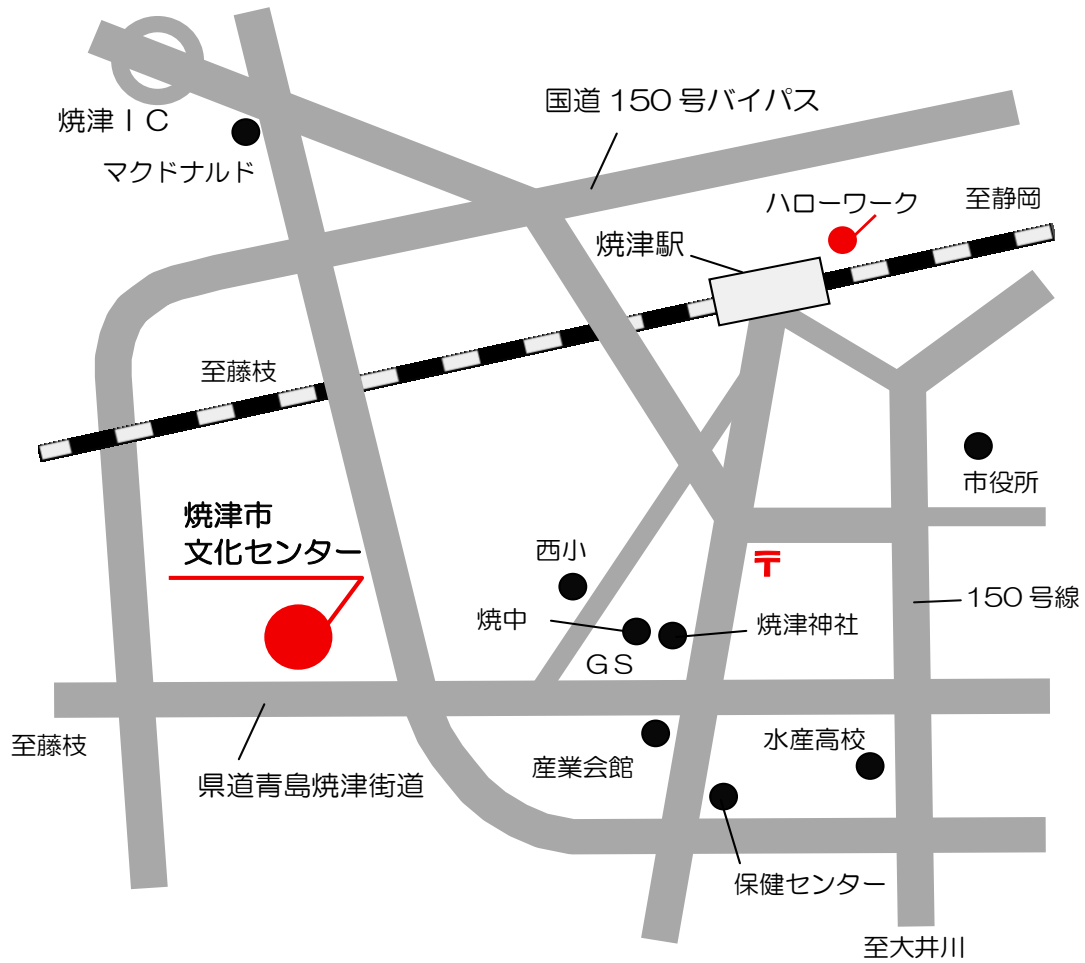 国道150号バイパス
焼津ＩＣ
マクドナルド
ハローワーク
至静岡
焼津駅
至藤枝
市役所
焼津市
文化センター
西小
〒
150号線
焼中
焼津神社
ＧＳ
至藤枝
水産高校
産業会館
県道青島焼津街道
保健センター
至大井川